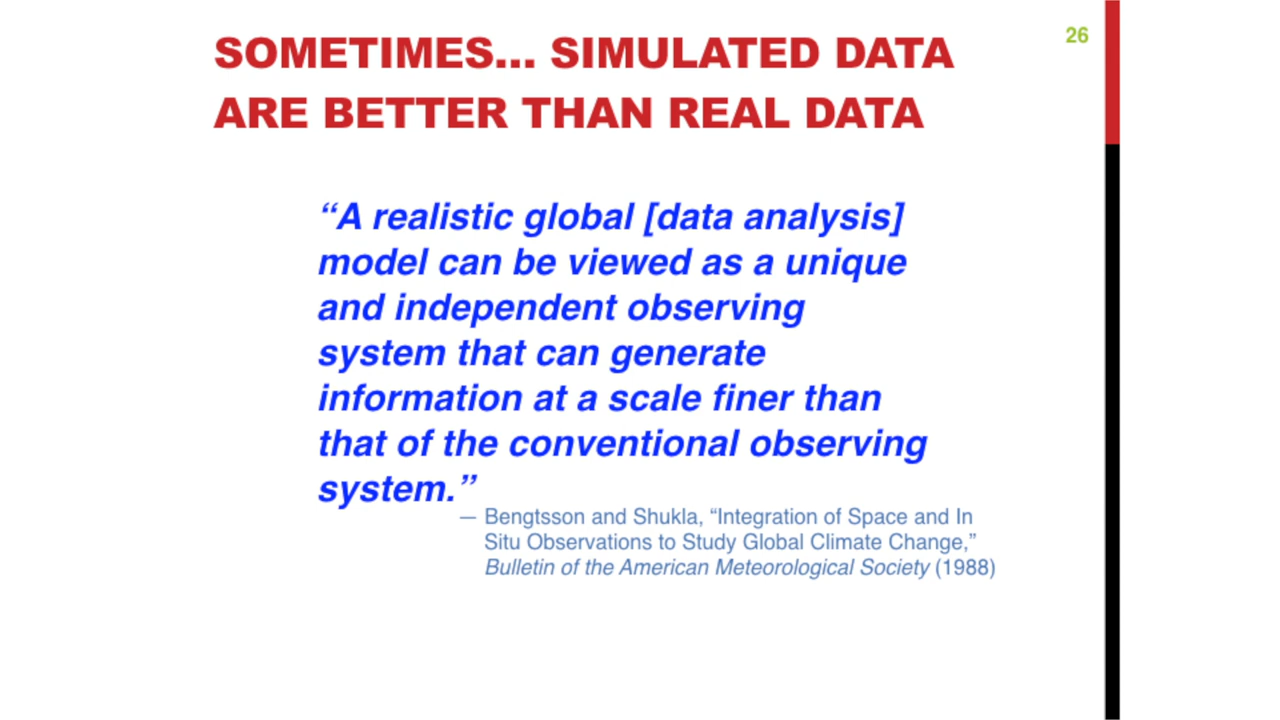 SOMETIMES... SIMULATED DATA
ARE BETTER THAN REAL DATA
26
“A realistic global [data analysis]
model can be viewed as a unique
and independent observing
system that can generate
information at a scale finer than
that of the conventional observing
system.”
— Bengtsson and Shukla, “Integration of Space and In
Situ Observations to Study Global Climate Change,”
Bulletin of the American Meteorological Society (1988)